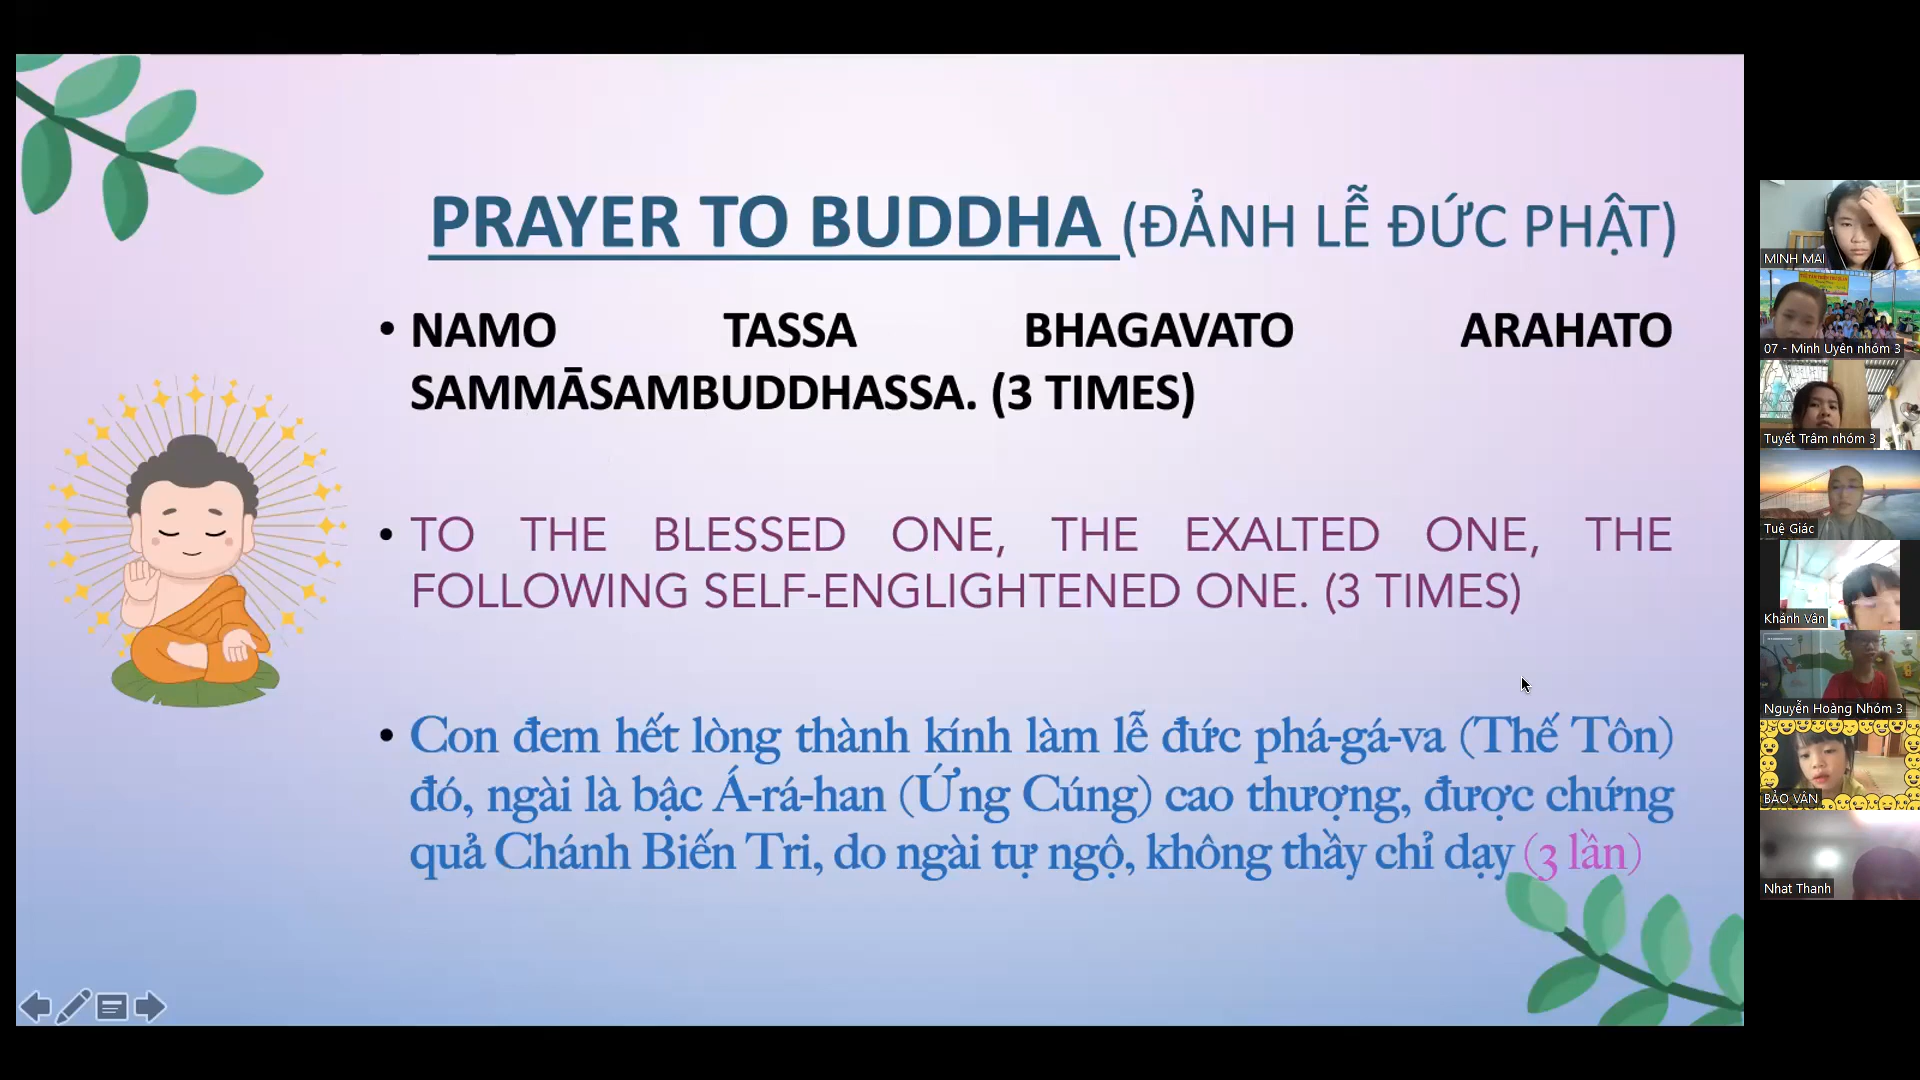 PRAYER TO BUDDHA (ĐẢNH LỄ ĐỨC PHẬT)
• NAMO TASSA BHAGAVATO ARAHATO
SAMMĀSAMBUDDHASSA. (3 TIMES)
• TO THE BLESSED ONE, THE EXALTED ONE, THE
FOLLOWING SELF-ENGLIGHTENED ONE. (3 TIMES)
• Con đem hết lòng thành kính làm lễ đức phá-gá-va (Thế Tôn)
đó, ngài là bậc Á-rá-han (Ứng Cúng) cao thượng, được chứng
quả Chánh Biến Tri, do ngài tự ngộ, không thầy chỉ dạy (3 lần)
MINH MAI
07 - Minh Uyên nhóm 3
Tuyết Trâm nhóm 3
Tuệ Giác
Khánh Vân
Nguyễn Hoàng Nhóm 3...
BẢO VÂN
Nhat Thanh